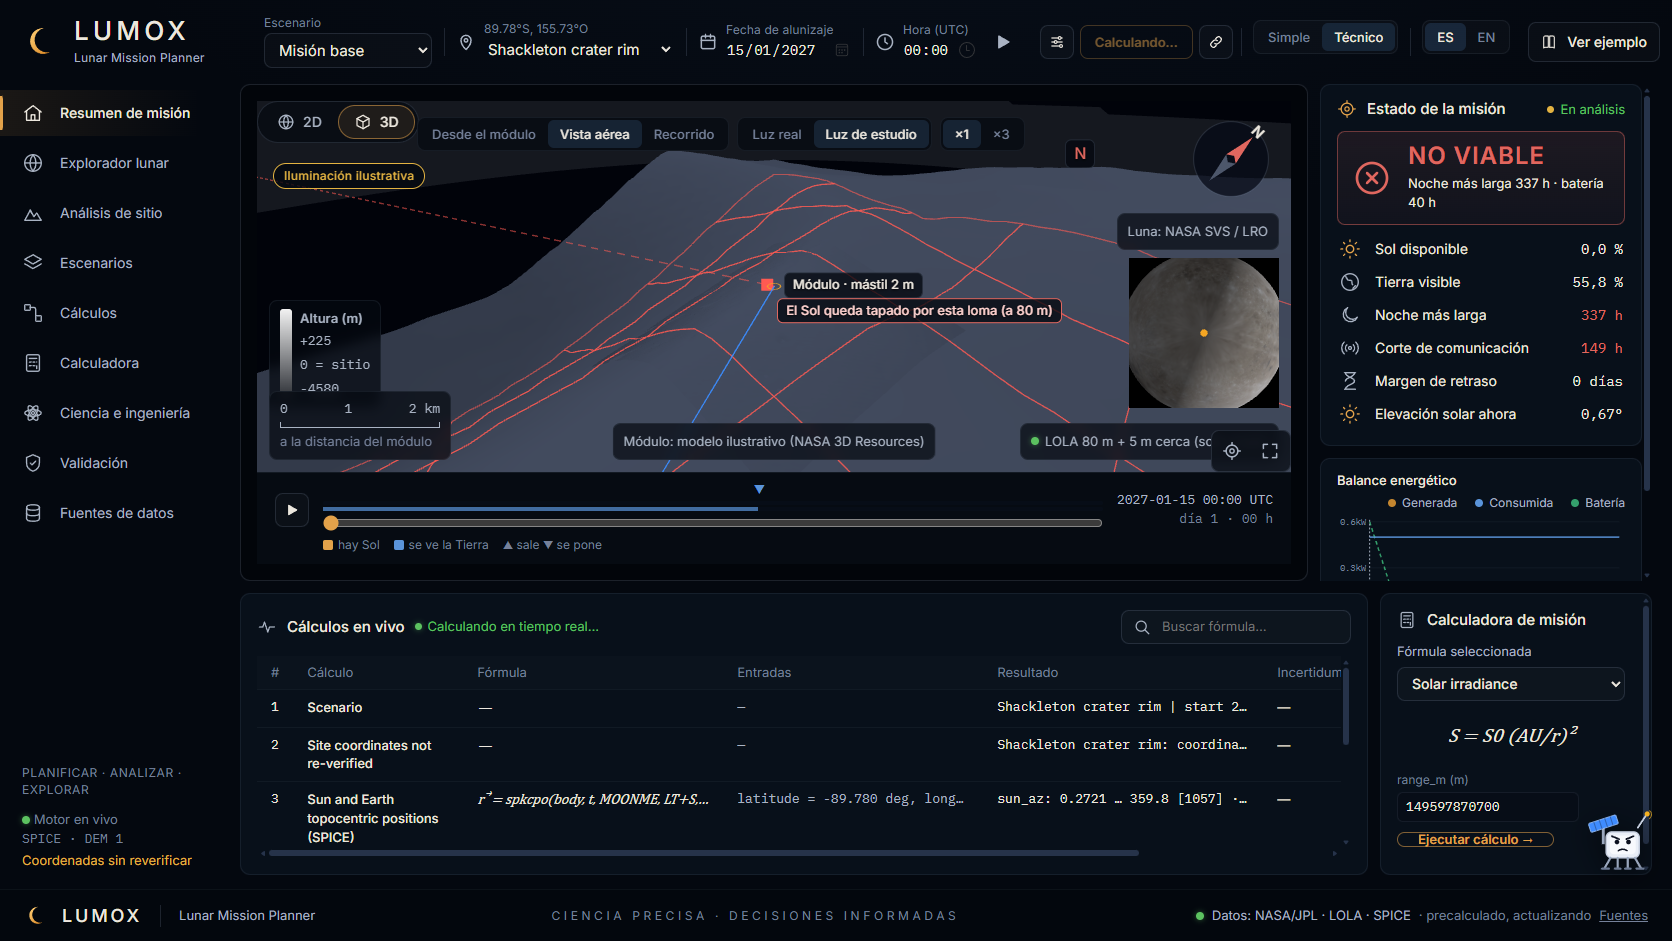 LUMOX
Lunar Mission Planner
Escenario
Misión base
89.78°S, 155.73°O
Shackleton crater rim
Fecha de alunizaje
15/01/2027
Hora (UTC)
00:00
Calculando...
Simple
Técnico
ES
EN
Ver ejemplo
Resumen de misión
Explorador lunar
Análisis de sitio
Escenarios
Cálculos
Calculadora
Ciencia e ingeniería
Validación
Fuentes de datos
PLANIFICAR · ANALIZAR ·
EXPLORAR
Motor en vivo
SPICE · DEM 1
Coordenadas sin reverificar
2D
3D
Desde el módulo
Vista aérea
Recorrido
Luz real
Luz de estudio
×1
×3
N
N
Iluminación ilustrativa
Luna: NASA SVS / LRO
Módulo · mástil 2 m
El Sol queda tapado por esta loma (a 80 m)
Altura (m)
+225
0 = sitio
-4580
0 1 2 km
a la distancia del módulo
Módulo: modelo ilustrativo (NASA 3D Resources)
LOLA 80 m + 5 m cerca (sc
2027-01-15 00:00 UTC
día 1 · 00 h
hay Sol
se ve la Tierra
▲ sale ▼ se pone
Estado de la misión
En análisis
NO VIABLE
Noche más larga 337 h · batería
40 h
Sol disponible 0,0 %
Tierra visible 55,8 %
Noche más larga 337 h
Corte de comunicación 149 h
Margen de retraso 0 días
Elevación solar ahora 0,67°
Balance energético
Generada
Consumida
Batería
0.6kW
0.3kW
Cálculos en vivo
Calculando en tiempo real...
Buscar fórmula...
# Cálculo Fórmula Entradas Resultado Incertidum
1 Scenario — — Shackleton crater rim | start 2…
—
2 Site coordinates not
re-verified
— — Shackleton crater rim: coordina… —
3 Sun and Earth
topocentric positions
(SPICE)
r⃗ = spkcpo(body, t, MOONME, LT+S,... latitude = -89.780 deg, long… sun_az: 0.2721 … 359.8 [1057] ·… —
Calculadora de misión
Fórmula seleccionada
Solar irradiance
S = S0 (AU/r)²
range_m (m)
149597870700
Ejecutar cálculo →
LUMOX
Lunar Mission Planner
CIENCIA PRECISA · DECISIONES INFORMADAS
Datos: NASA/JPL · LOLA · SPICE · precalculado, actualizando Fuentes